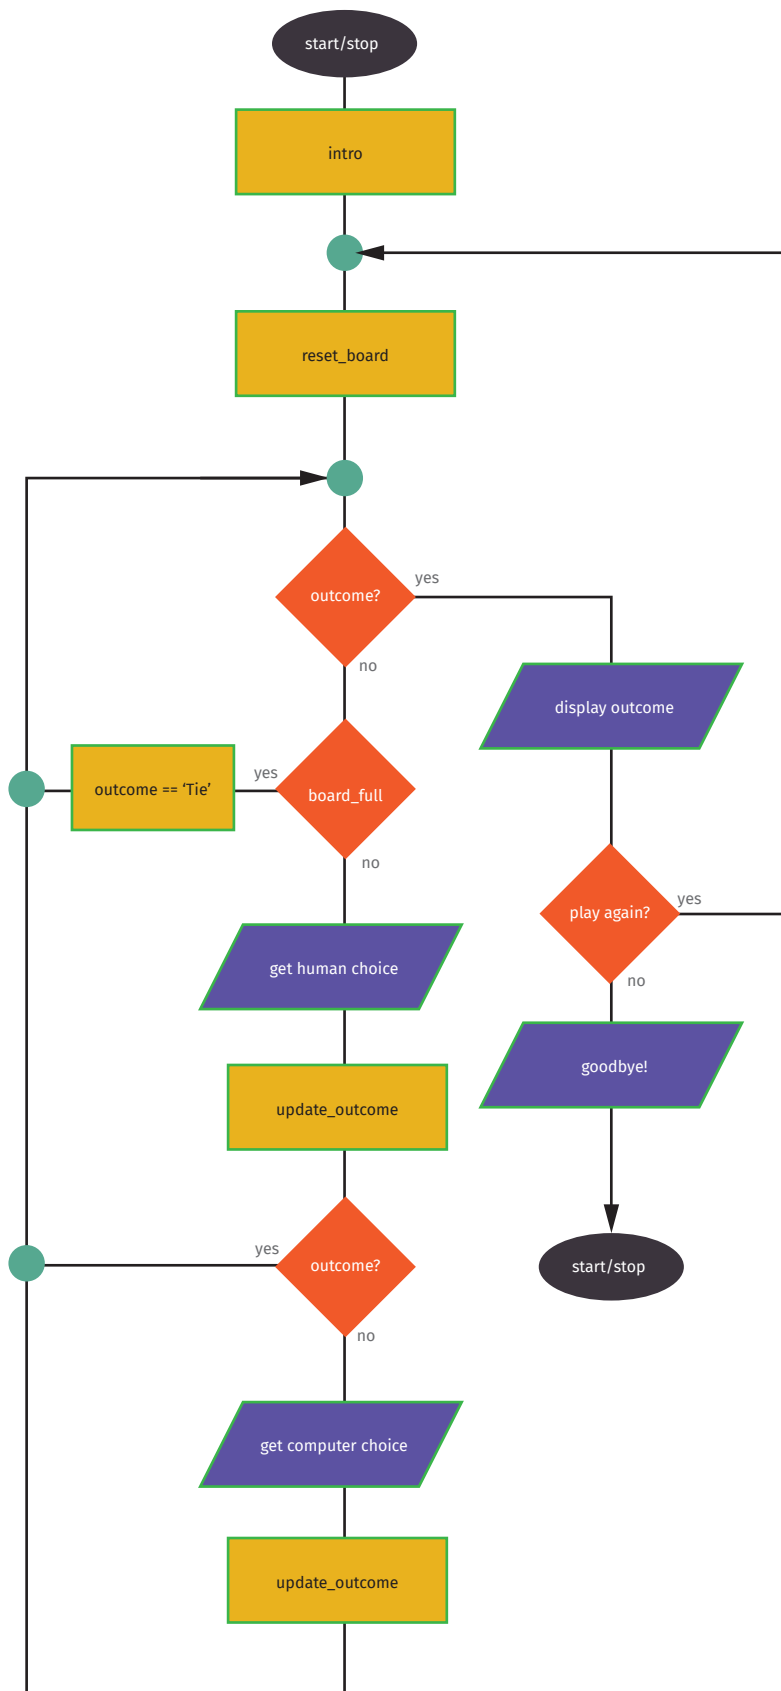 start/stop
intro
reset_board
outcome?
yes
no
display outcome
board_full
yes
outcome == ‘Tie’
no
play again?
yes
no
get human choice
goodbye!
update_outcome
outcome?
yes
no
start/stop
get computer choice
update_outcome